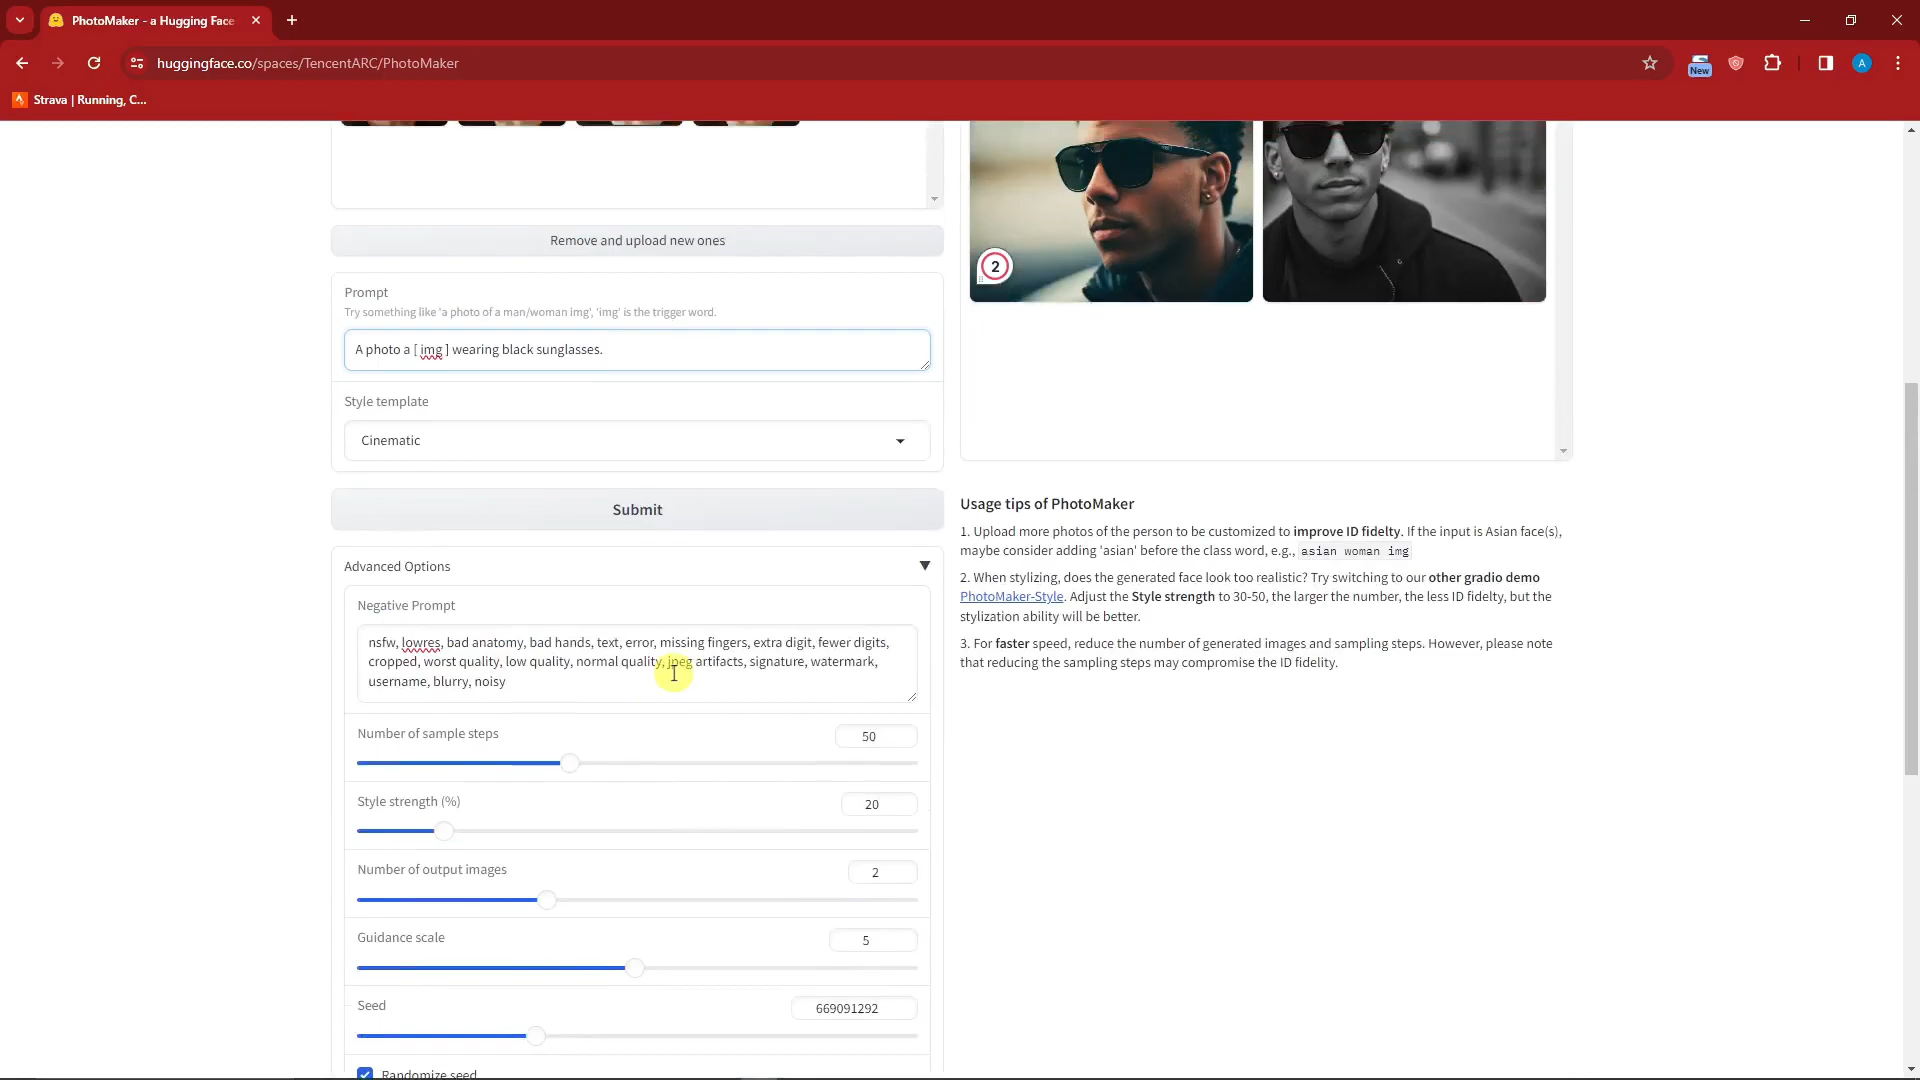 PhotoMaker - a Hugging Face
huggingface.co/spaces/TencentARC/PhotoMaker
New
A
Strava | Running, C...
Remove and upload new ones
Prompt
Try something like 'a photo of a man/woman img', 'img' is the trigger word.
A photo a [ img ] wearing black sunglasses.
Style template
Cinematic
Submit
Advanced Options
Negative Prompt
nsfw, lowres, bad anatomy, bad hands, text, error, missing fingers, extra digit, fewer digits,
cropped, worst quality, low quality, normal quality, jpeg artifacts, signature, watermark,
username, blurry, noisy
Number of sample steps
50
Style strength (%)
20
Number of output images
2
Guidance scale
5
Seed
669091292
Randomize seed
2
Usage tips of PhotoMaker
1. Upload more photos of the person to be customized to improve ID fidelty. If the input is Asian face(s),
maybe consider adding 'asian' before the class word, e.g., asian woman img
2. When stylizing, does the generated face look too realistic? Try switching to our other gradio demo
PhotoMaker-Style. Adjust the Style strength to 30-50, the larger the number, the less ID fidelty, but the
stylization ability will be better.
3. For faster speed, reduce the number of generated images and sampling steps. However, please note
that reducing the sampling steps may compromise the ID fidelity.